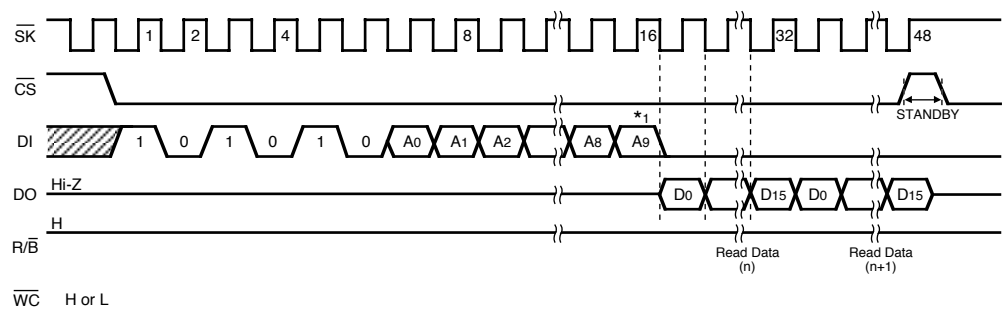 SK 1 2 4 8 16 32 48
CS
STANDBY
*1
DI 1 0 1 0 1 0 A0 A1 A2 A8 A9
DO Hi-Z D0 D15 D0 D15
H
R/B
Read Data
(n)
Read Data
(n+1)
WC H or L